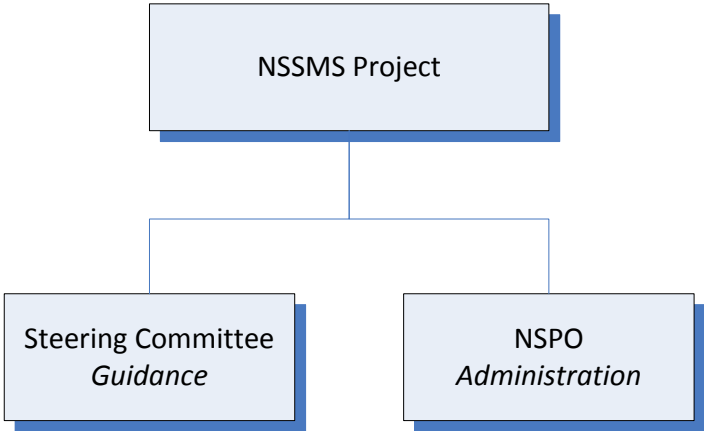 NSSMS Project
Steering Committee
Guidance
NSPO
Administration